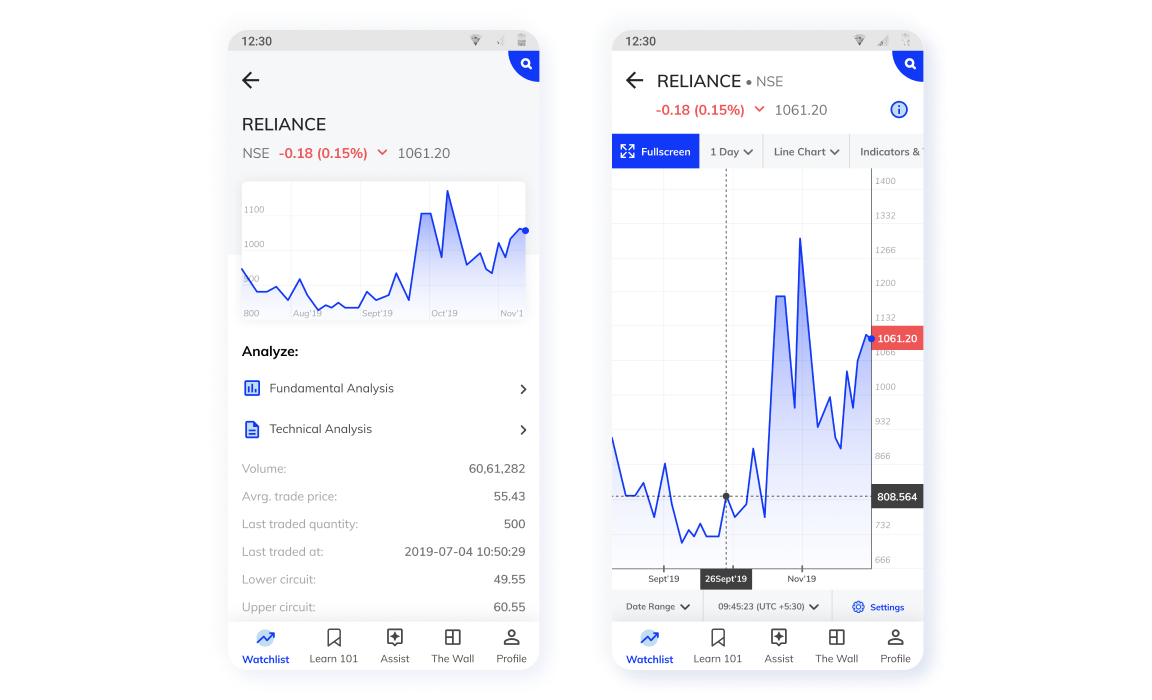 12:30
RELIANCE
NSE -0.18 (0.15%) 1061.20
1100
1000
900
800 Aug'19 Sept'19 Oct'19 Nov'1
Analyze:
Fundamental Analysis
Technical Analysis
Volume: 60,61,282
Avrg. trade price: 55.43
Last traded quantity: 500
Last traded at: 2019-07-04 10:50:29
Lower circuit: 49.55
Upper circuit: 60.55
Watchlist Learn 101 Assist The Wall Profile
12:30
RELIANCE • NSE
-0.18 (0.15%) 1061.20
Fullscreen 1 Day Line Chart Indicators &
1400
1332
1266
1200
1132
1061.20
1066
1000
932
866
808.564
732
666
Sept'19 26Sept'19 Nov'19
Date Range 09:45:23 (UTC +5:30) Settings
Watchlist Learn 101 Assist The Wall Profile